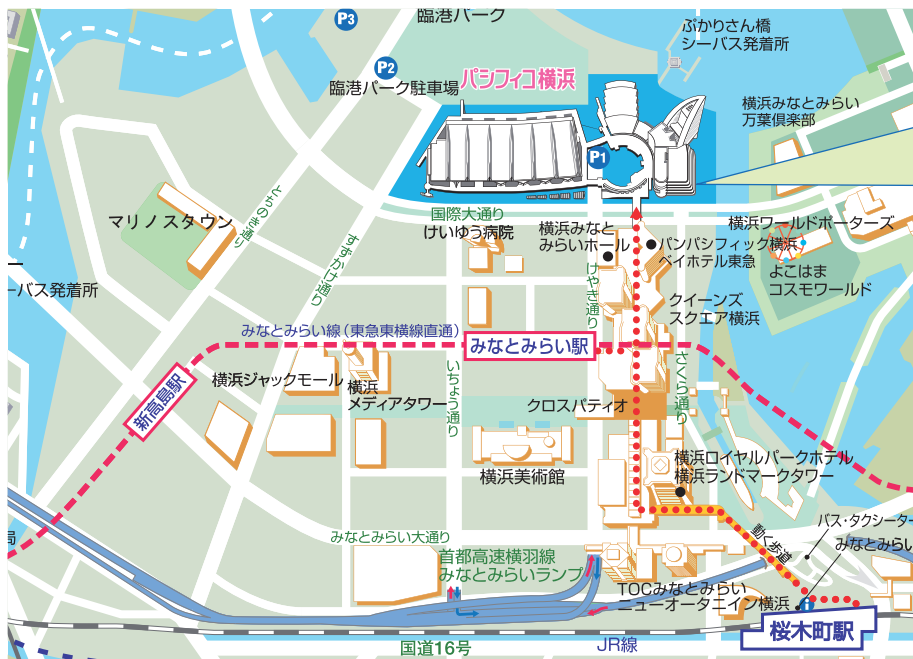 臨港パーク
P3
ぷかりさん橋
シーバス発着所
P2
臨港パーク駐車場
パシフィコ横浜
横浜みなとみらい
万葉倶楽部
P1
マリノスタウン
とちのき通り
国際大通り
けいゆう病院
横浜みなと
みらいホール
パンパシフィック横浜
ベイホテル東急
横浜ワールドポーターズ
よこはま
コスモワールド
ーバス発着所
すずかけ通り
けやき通り
クイーンズ
スクエア横浜
みなとみらい線(東急東横線直通)
みなとみらい駅
新高島駅
横浜ジャックモール
横浜
メディアタワー
いちょう通り
さくら通り
クロスパティオ
横浜美術館
横浜ロイヤルパークホテル
横浜ランドマークタワー
みなとみらい大通り
動く歩道
バス・タクシーター
みなとみらい
局
首都高速横羽線
みなとみらいランプ
TOCみなとみらい
ニューオータニイン横浜
i
桜木町駅
国道16号
JR線